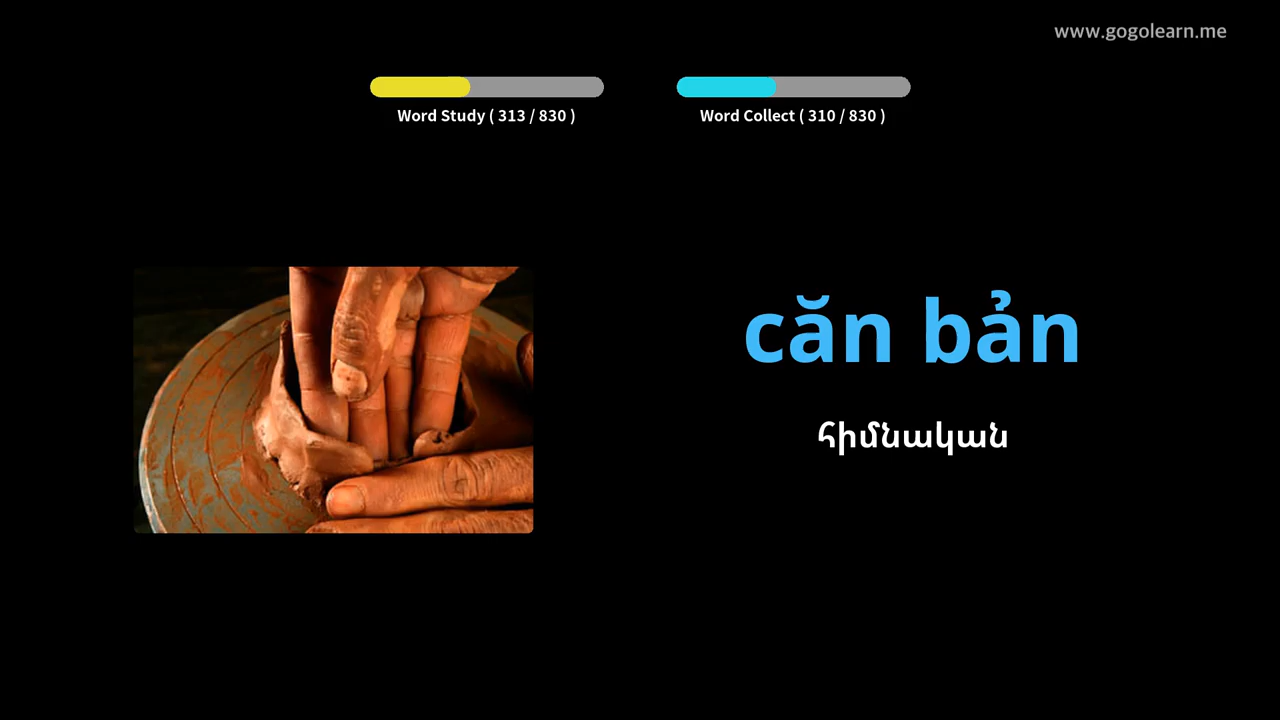 www.gogolearn.me
Word Study ( 313 / 830 )
Word Collect ( 310 / 830 )
căn bản
հիմնական